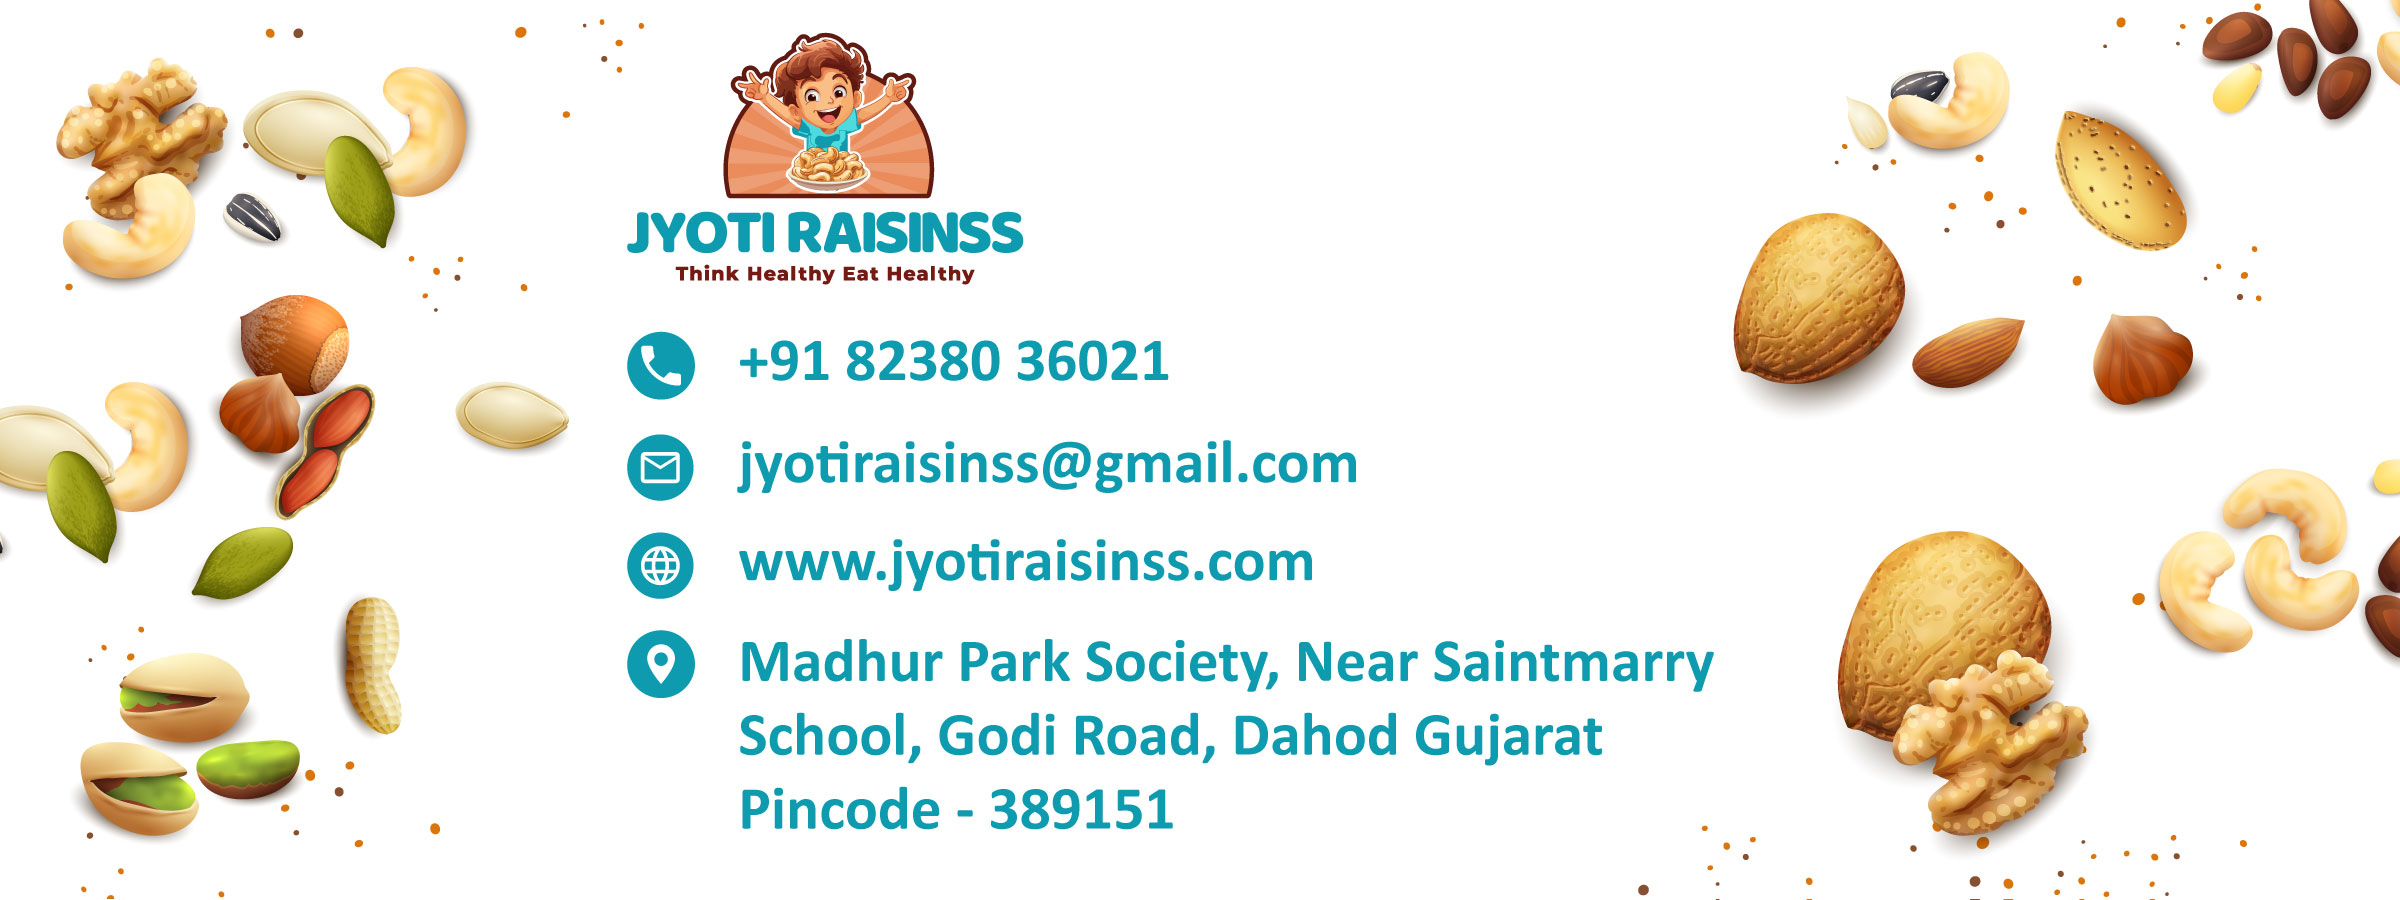 JYOTI RAISINSS
Think Healthy Eat Healthy
+91 82380 36021
jyotiraisinss@gmail.com
www.jyotiraisinss.com
Madhur Park Society, Near Saintmarry
School, Godi Road, Dahod Gujarat
Pincode - 389151